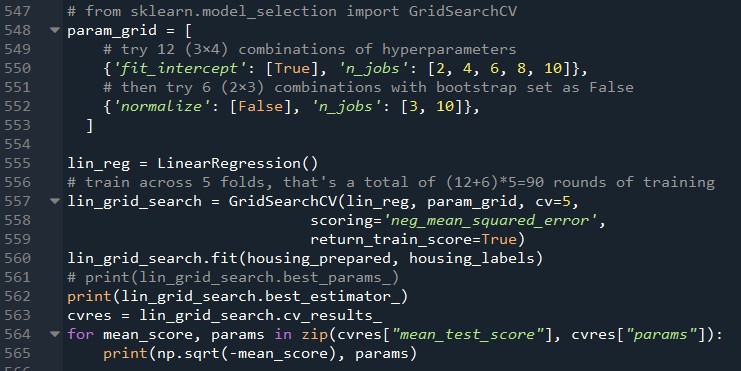 547 # from sklearn.model_selection import GridSearchCV
548 param_grid = [
549     # try 12 (3×4) combinations of hyperparameters
550     {'fit_intercept': [True], 'n_jobs': [2, 4, 6, 8, 10]},
551     # then try 6 (2×3) combinations with bootstrap set as False
552     {'normalize': [False], 'n_jobs': [3, 10]},
553   ]
554
555 lin_reg = LinearRegression()
556 # train across 5 folds, that's a total of (12+6)*5=90 rounds of training
557 lin_grid_search = GridSearchCV(lin_reg, param_grid, cv=5,
558                            scoring='neg_mean_squared_error',
559                            return_train_score=True)
560 lin_grid_search.fit(housing_prepared, housing_labels)
561 # print(lin_grid_search.best_params_)
562 print(lin_grid_search.best_estimator_)
563 cvres = lin_grid_search.cv_results_
564 for mean_score, params in zip(cvres["mean_test_score"], cvres["params"]):
565     print(np.sqrt(-mean_score), params)